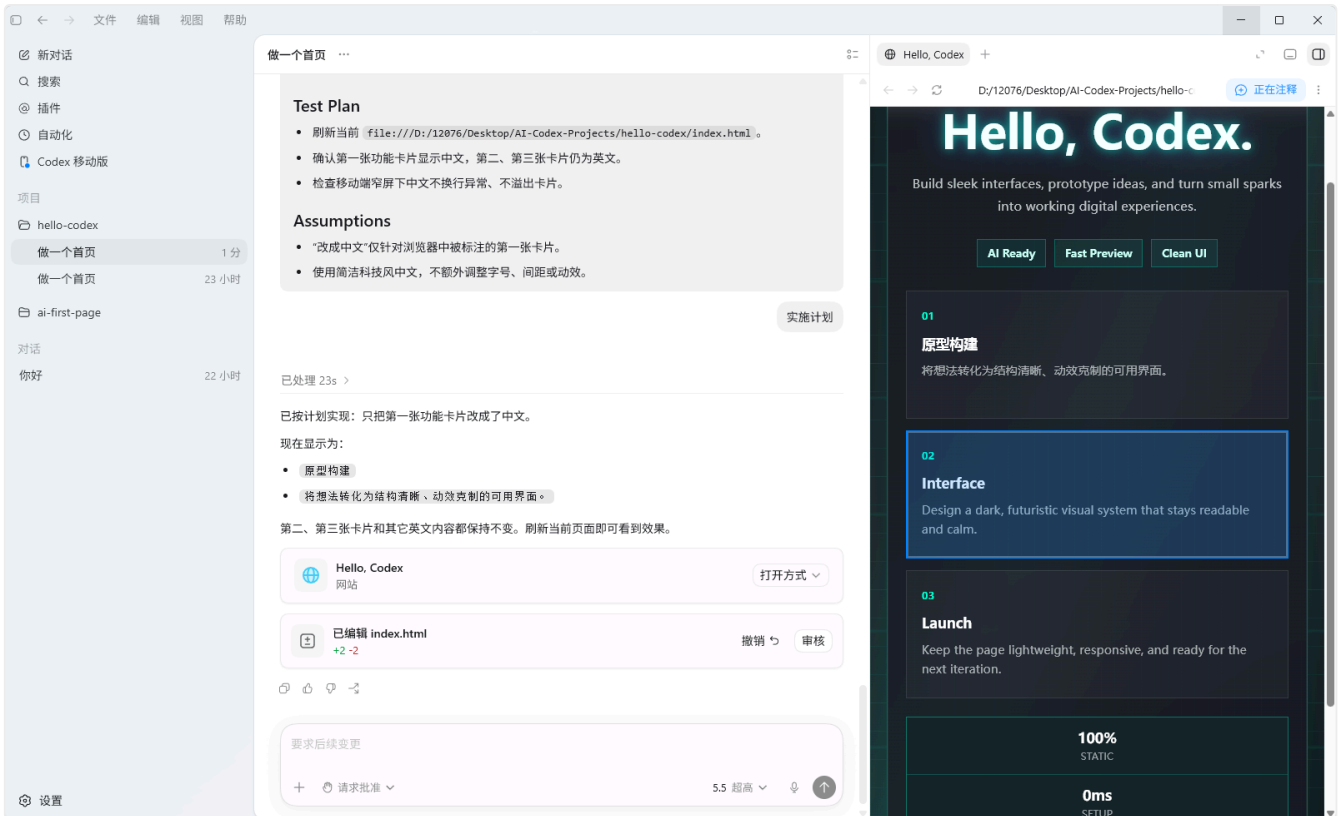 文件 编辑 视图 帮助
新对话
搜索
插件
自动化
Codex 移动版
项目
hello-codex
做一个首页 1 分
做一个首页 23 小时
ai-first-page
对话
你好 22 小时
设置
做一个首页 ···
Test Plan
刷新当前 file:///D:/12076/Desktop/AI-Codex-Projects/hello-codex/index.html 。
确认第一张功能卡片显示中文，第二、第三张卡片仍为英文。
检查移动端窄屏下中文不换行异常、不溢出卡片。
Assumptions
“改成中文”仅针对浏览器中被标注的第一张卡片。
使用简洁科技风中文，不额外调整字号、间距或动效。
实施计划
已处理 23s
已按计划实现：只把第一张功能卡片改成了中文。
现在显示为：
原型构建
将想法转化为结构清晰、动效克制的可用界面。
第二、第三张卡片和其它英文内容都保持不变。刷新当前页面即可看到效果。
Hello, Codex
网站
打开方式
已编辑 index.html
+2 -2
撤销
审核
要求后续变更
请求批准
5.5 超高
Hello, Codex
D:/12076/Desktop/AI-Codex-Projects/hello-c
正在注释
Hello, Codex.
Build sleek interfaces, prototype ideas, and turn small sparks
into working digital experiences.
AI Ready
Fast Preview
Clean UI
01
原型构建
将想法转化为结构清晰、动效克制的可用界面。
02
Interface
Design a dark, futuristic visual system that stays readable
and calm.
03
Launch
Keep the page lightweight, responsive, and ready for the
next iteration.
100%
STATIC
0ms
SETUP